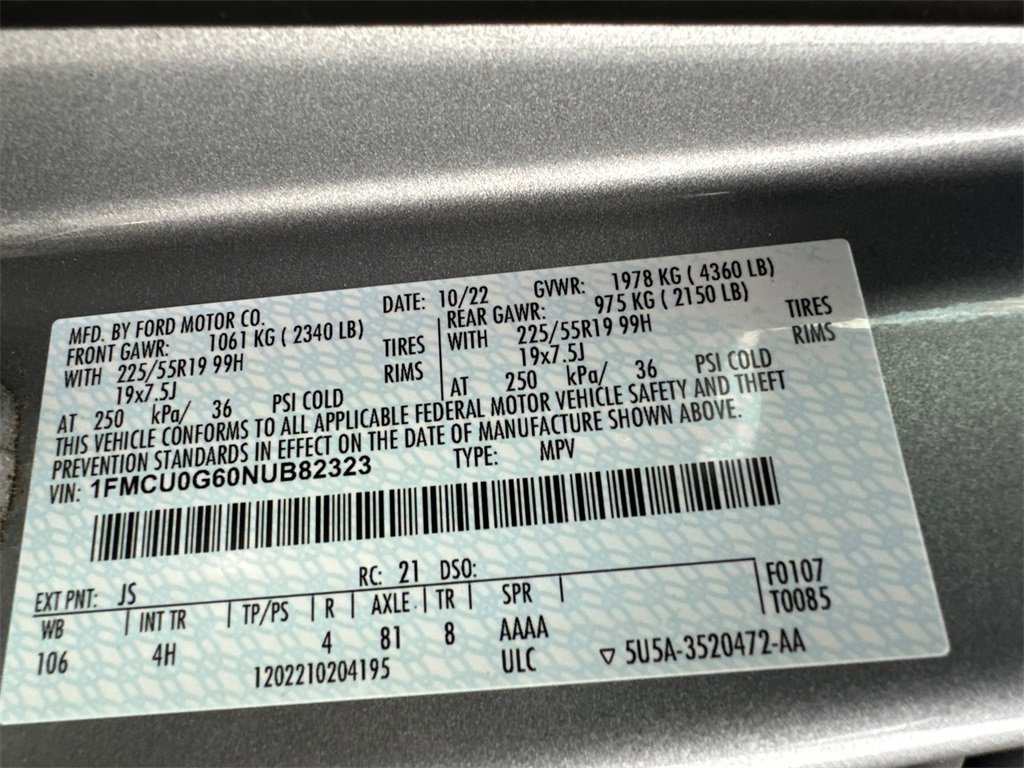 MFD. BY FORD MOTOR CO. DATE: 10/22 GVWR: 1978 KG ( 4360 LB)
FRONT GAWR: 1061 KG ( 2340 LB) REAR GAWR: 975 KG ( 2150 LB)
WITH 225/55R19 99H TIRES WITH 225/55R19 99H TIRES
19x7.5J RIMS 19x7.5J RIMS
AT 250 kPa/ 36 PSI COLD AT 250 kPa/ 36 PSI COLD
THIS VEHICLE CONFORMS TO ALL APPLICABLE FEDERAL MOTOR VEHICLE SAFETY AND THEFT
PREVENTION STANDARDS IN EFFECT ON THE DATE OF MANUFACTURE SHOWN ABOVE.
VIN: 1FMCU0G60NUB82323 TYPE: MPV
EXT PNT: JS RC: 21 DSO: F0107
WB INT TR TP/PS R AXLE TR SPR T0085
106 4H 4 81 8 AAAA
1202210204195 ULC 5U5A-3520472-AA